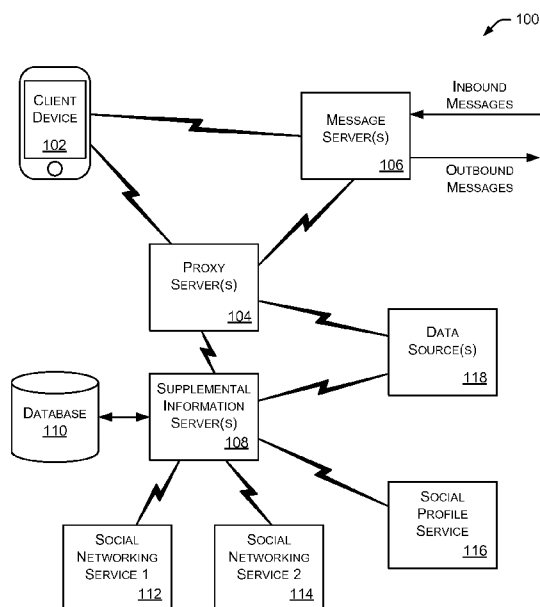 100
CLIENT
DEVICE
102
MESSAGE
SERVER(S)
106
INBOUND
MESSAGES
OUTBOUND
MESSAGES
PROXY
SERVER(S)
104
DATA
SOURCE(S)
118
DATABASE
110
SUPPLEMENTAL
INFORMATION
SERVER(S)
108
SOCIAL
PROFILE
SERVICE
116
SOCIAL
NETWORKING
SERVICE 1
112
SOCIAL
NETWORKING
SERVICE 2
114